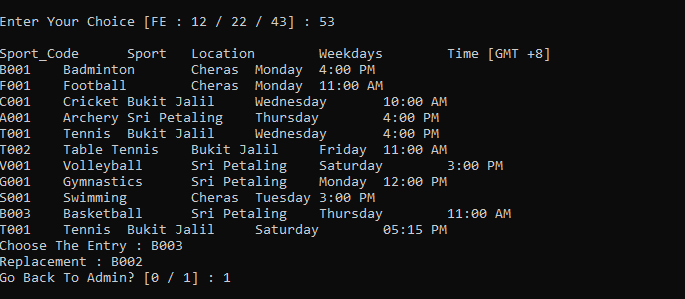 Enter Your Choice [FE : 12 / 22 / 43] : 53
Sport_Code Sport Location Weekdays Time [GMT +8]
B001 Badminton Cheras Monday 4:00 PM
F001 Football Cheras Monday 11:00 AM
C001 Cricket Bukit Jalil Wednesday 10:00 AM
A001 Archery Sri Petaling Thursday 4:00 PM
T001 Tennis Bukit Jalil Wednesday 4:00 PM
T002 Table Tennis Bukit Jalil Friday 11:00 AM
V001 Volleyball Sri Petaling Saturday 3:00 PM
G001 Gymnastics Sri Petaling Monday 12:00 PM
S001 Swimming Cheras Tuesday 3:00 PM
B003 Basketball Sri Petaling Thursday 11:00 AM
T001 Tennis Bukit Jalil Saturday 05:15 PM
Choose The Entry : B003
Replacement : B002
Go Back To Admin? [0 / 1] : 1